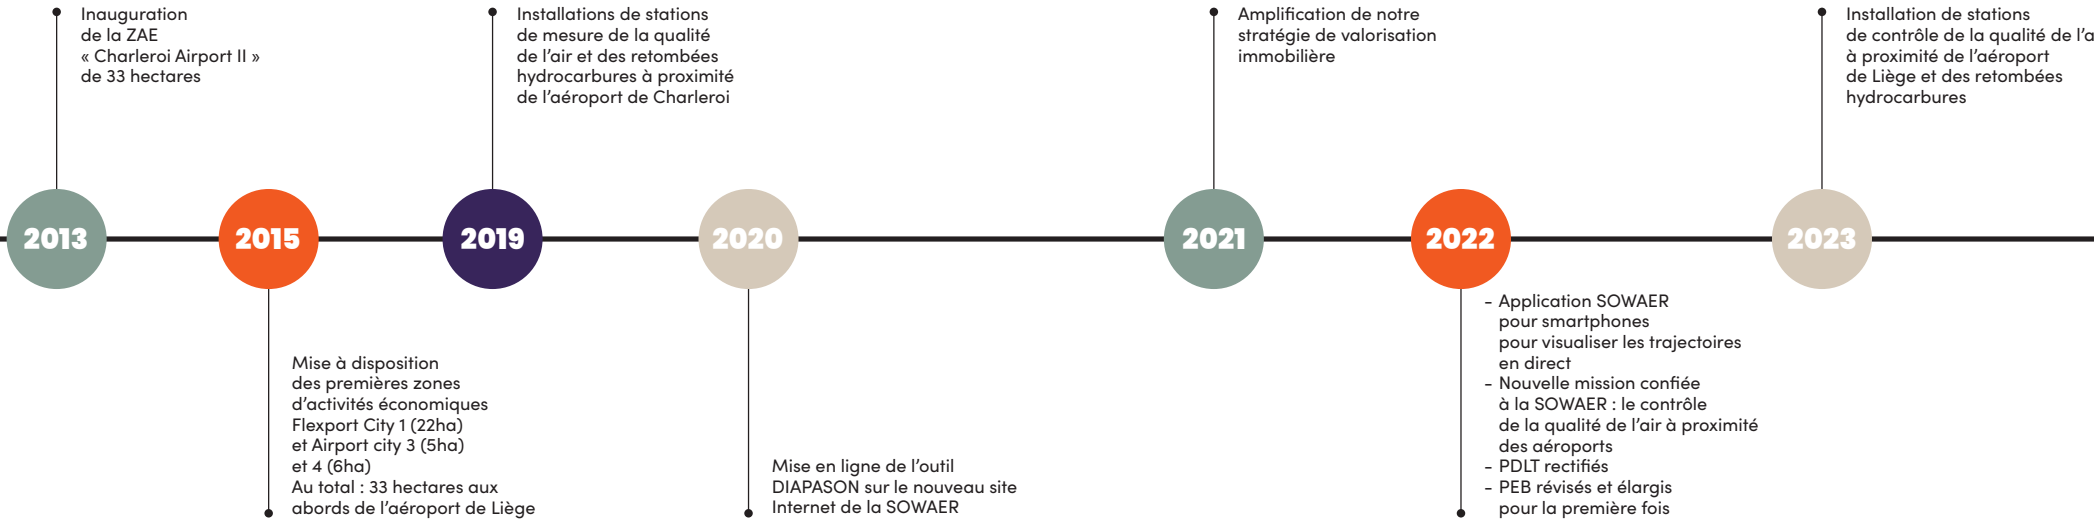 Inauguration
de la ZAE
« Charleroi Airport II »
de 33 hectares
2013
2015
Mise à disposition
des premières zones
d’activités économiques
Flexport City 1 (22ha)
et Airport city 3 (5ha)
et 4 (6ha)
Au total : 33 hectares aux
abords de l’aéroport de Liège
Installations de stations
de mesure de la qualité
de l’air et des retombées
hydrocarbures à proximité
de l’aéroport de Charleroi
2019
2020
Mise en ligne de l’outil
DIAPASON sur le nouveau site
Internet de la SOWAER
Amplification de notre
stratégie de valorisation
immobilière
2021
2022
- Application SOWAER
pour smartphones
pour visualiser les trajectoires
en direct
- Nouvelle mission confiée
à la SOWAER : le contrôle
de la qualité de l’air à proximité
des aéroports
- PDLT rectifiés
- PEB révisés et élargis
pour la première fois
Installation de stations
de contrôle de la qualité de
à proximité de l’aéroport
de Liège et des retombées
hydrocarbures
2023